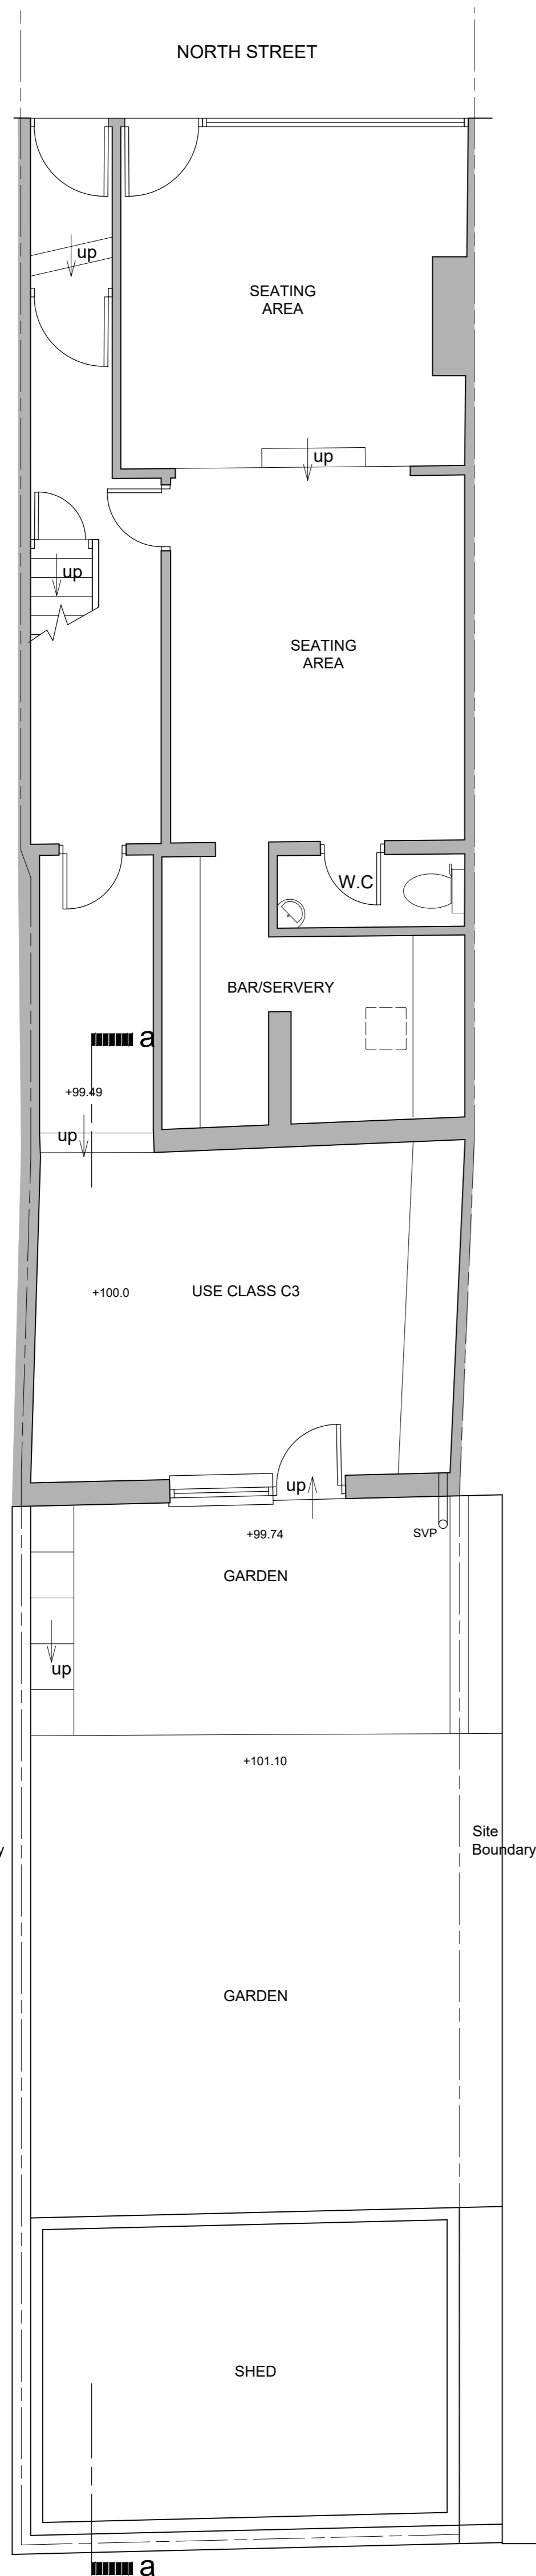 NORTH STREET
up
SEATING
AREA
up
up
SEATING
AREA
W.C
BAR/SERVERY
a
+99.49
up
+100.0
USE CLASS C3
up
+99.74
SVP
GARDEN
up
+101.10
Site
Boundary
y
GARDEN
SHED
a